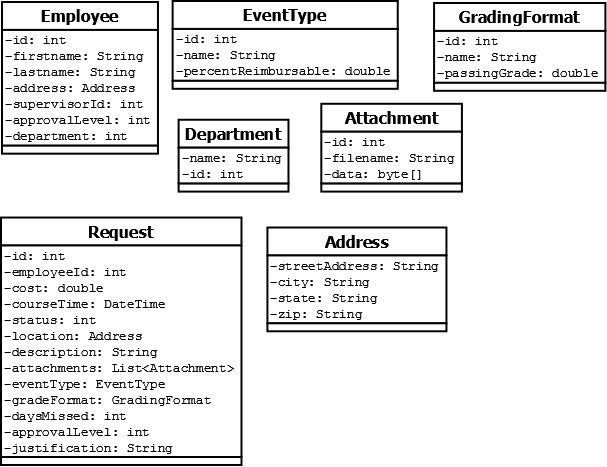 Employee
-id: int
-firstname: String
-lastname: String
-address: Address
-supervisorId: int
-approvalLevel: int
-department: int
EventType
-id: int
-name: String
-percentReimbursable: double
GradingFormat
-id: int
-name: String
-passingGrade: double
Department
-name: String
-id: int
Attachment
-id: int
-filename: String
-data: byte[]
Request
-id: int
-employeeId: int
-cost: double
-courseTime: DateTime
-status: int
-location: Address
-description: String
-attachments: List<Attachment>
-eventType: EventType
-gradeFormat: GradingFormat
-daysMissed: int
-approvalLevel: int
-justification: String
Address
-streetAddress: String
-city: String
-state: String
-zip: String